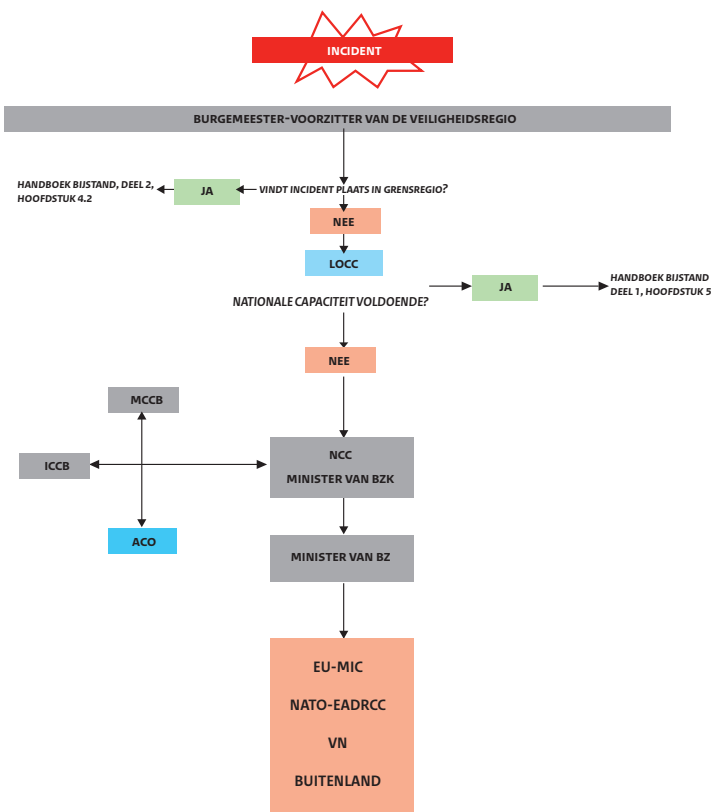 INCIDENT
BURGEMEESTER-VOORZITTER VAN DE VEILIGHEIDSREGIO
HANDBOEK BIJSTAND, DEEL 2,
HOOFDSTUK 4.2
JA
VINDT INCIDENT PLAATS IN GRENSREGIO?
NEE
LOCC
NATIONALE CAPACITEIT VOLDOENDE?
JA
HANDBOEK BIJSTAND
DEEL 1, HOOFDSTUK 5
NEE
MCCB
ICCB
ACO
NCC
MINISTER VAN BZK
MINISTER VAN BZ
EU-MIC
NATO-EADRCC
VN
BUITENLAND